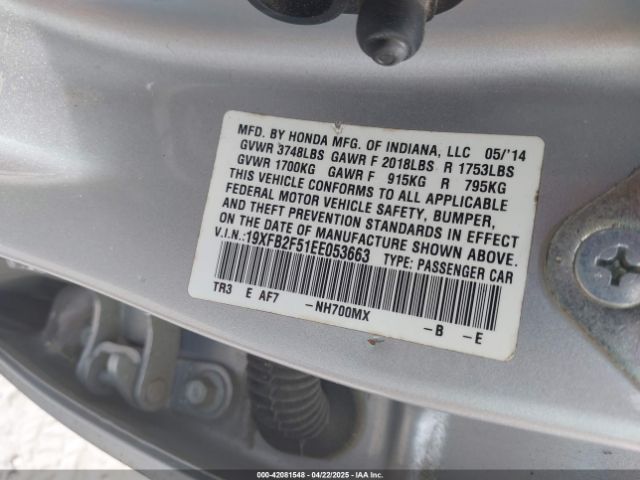 MFD. BY HONDA MFG. OF INDIANA, LLC 05/'14
GVWR 3748LBS GAWR F 2018LBS R 1753LBS
GVWR 1700KG GAWR F 915KG R 795KG
THIS VEHICLE CONFORMS TO ALL APPLICABLE
FEDERAL MOTOR VEHICLE SAFETY, BUMPER,
AND THEFT PREVENTION STANDARDS IN EFFECT
ON THE DATE OF MANUFACTURE SHOWN ABOVE.
V.I.N.: 19XFB2F51EE053663 TYPE: PASSENGER CAR
TR3 E AF7 -NH700MX -B -E
000-42081548 - 04/22/2025 - IAAI.com